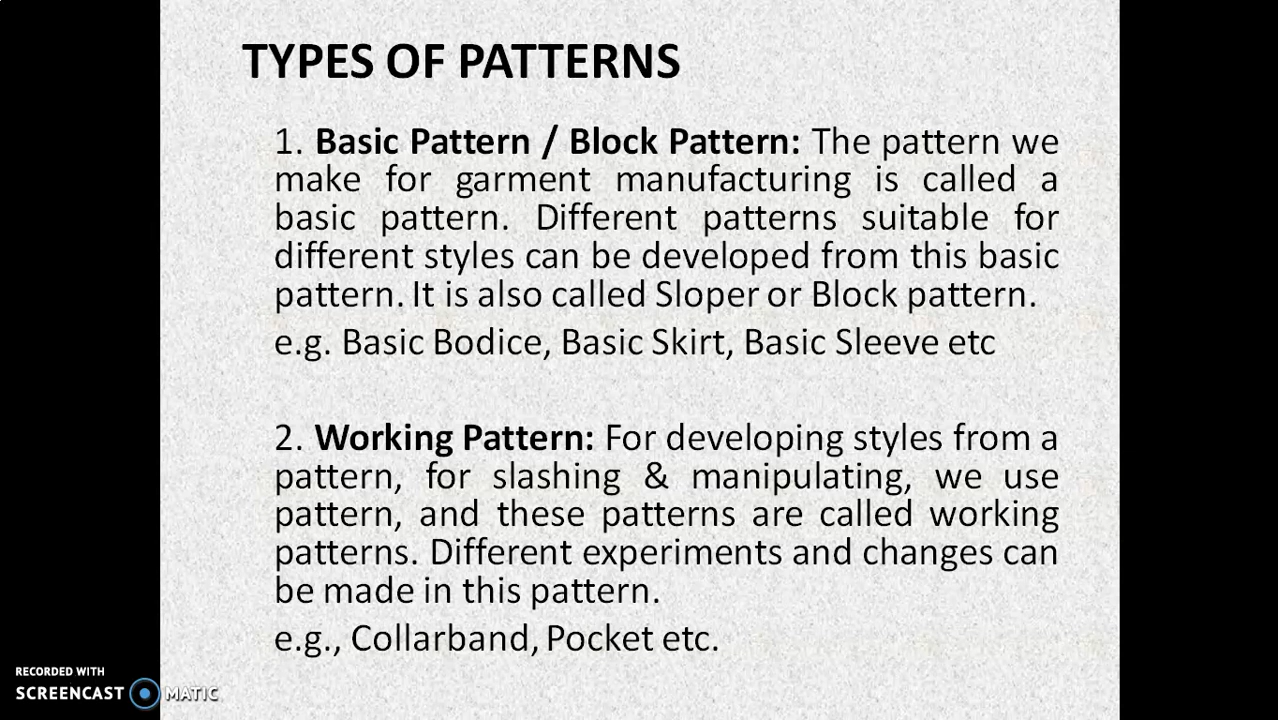 TYPES OF PATTERNS
1. Basic Pattern / Block Pattern: The pattern we
make for garment manufacturing is called a
basic pattern. Different patterns suitable for
different styles can be developed from this basic
pattern. It is also called Sloper or Block pattern.
e.g. Basic Bodice, Basic Skirt, Basic Sleeve etc
2. Working Pattern: For developing styles from a
pattern, for slashing & manipulating, we use
pattern, and these patterns are called working
patterns. Different experiments and changes can
be made in this pattern.
e.g., Collarband, Pocket etc.
RECORDED WITH
SCREENCAST MATIC